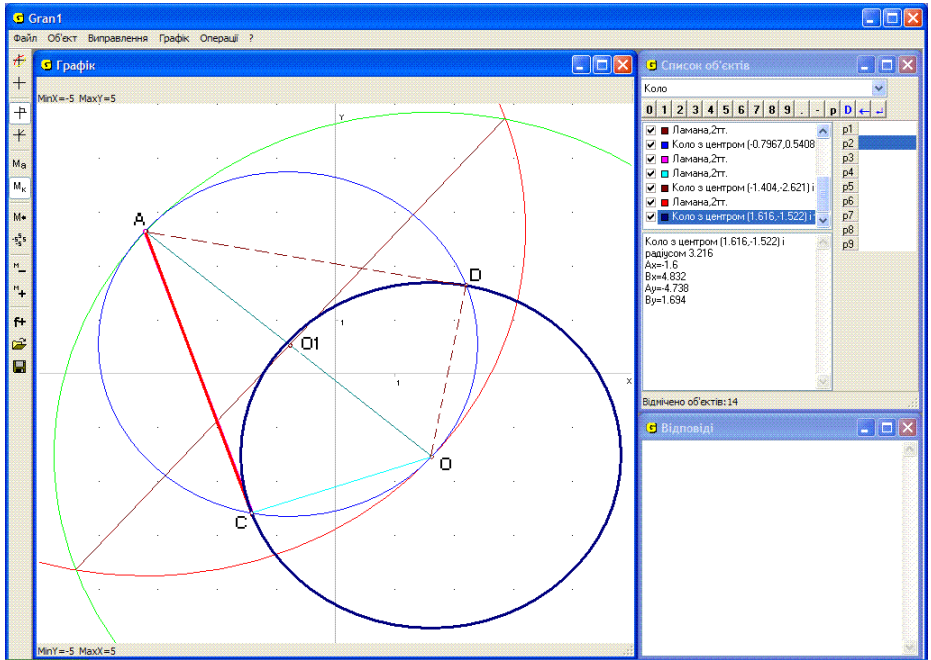 Gran1
Файл Об'єкт Виправлення Графік Операції ?
Графік
MinX=-5 MaxY=5
Y
A
D
1
O1
X
1
O
C
MinY=-5 MaxX=5
Ma
Mк
M
-5 5
M
M
f+
Список об'єктів
Коло
0 1 2 3 4 5 6 7 8 9 . - p D ← ↵
Ламана,2тт.
Коло з центром (-0.7967,0.5408
Ламана,2тт.
Ламана,2тт.
Коло з центром (-1.404,-2.621) і
Ламана,2тт.
Коло з центром (1.616,-1.522) і
p1
p2
p3
p4
p5
p6
p7
p8
p9
Коло з центром (1.616,-1.522) і
радіусом 3.216
Ax=-1.6
Bx=4.832
Ay=-4.738
By=1.694
Відмічено об'єктів:14
Відповіді